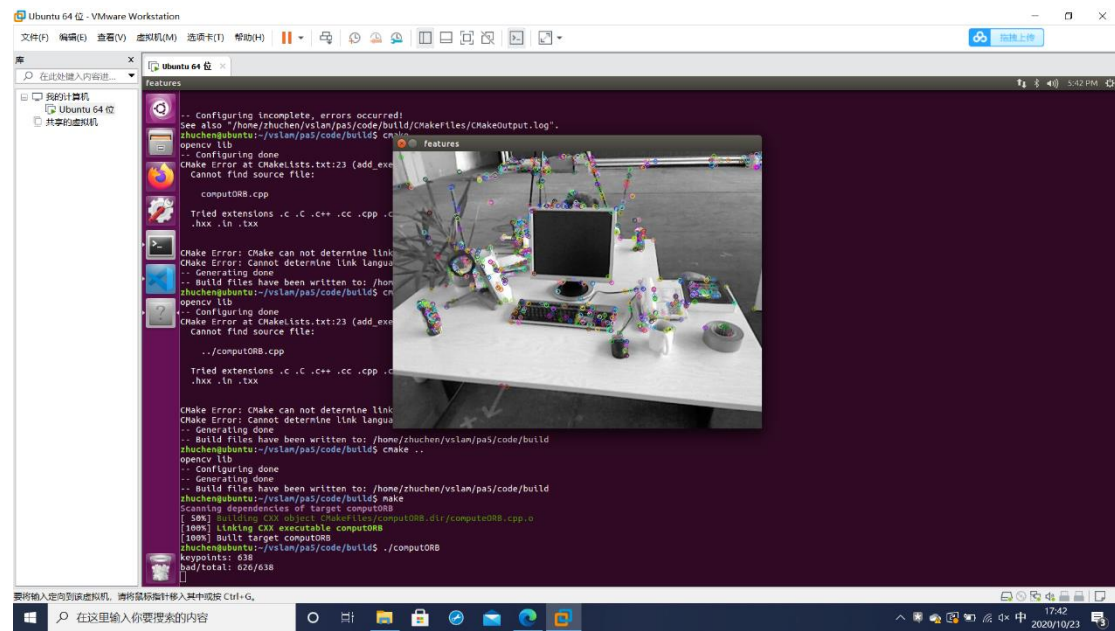 Ubuntu 64 位 - VMware Workstation
文件(F) 编辑(E) 查看(V) 虚拟机(M) 选项卡(T) 帮助(H)
拖拽上传
库
在此处键入内容进...
我的计算机
Ubuntu 64 位
共享的虚拟机
Ubuntu 64 位
features
5:42 PM
-- Configuring incomplete, errors occurred!
See also "/home/zhuchen/vslam/pa5/code/build/CMakeFiles/CMakeOutput.log".
zhuchen@ubuntu:~/vslam/pa5/code/build$ cmake
opencv lib
-- Configuring done
CMake Error at CMakeLists.txt:23 (add_exe
Cannot find source file:
computORB.cpp
Tried extensions .c .C .c++ .cc .cpp .c
.hxx .in .txx
CMake Error: CMake can not determine link
CMake Error: Cannot determine link langua
-- Generating done
-- Build files have been written to: /hom
zhuchen@ubuntu:~/vslam/pa5/code/build$ cm
opencv lib
-- Configuring done
CMake Error at CMakeLists.txt:23 (add_exe
Cannot find source file:
../computORB.cpp
Tried extensions .c .C .c++ .cc .cpp .c
.hxx .in .txx
CMake Error: CMake can not determine link
CMake Error: Cannot determine link langua
-- Generating done
-- Build files have been written to: /home/zhuchen/vslam/pa5/code/build
zhuchen@ubuntu:~/vslam/pa5/code/build$ cmake ..
opencv lib
-- Configuring done
-- Generating done
-- Build files have been written to: /home/zhuchen/vslam/pa5/code/build
zhuchen@ubuntu:~/vslam/pa5/code/build$ make
Scanning dependencies of target computORB
[ 50%] Building CXX object CMakeFiles/computORB.dir/computeORB.cpp.o
[100%] Linking CXX executable computORB
[100%] Built target computORB
zhuchen@ubuntu:~/vslam/pa5/code/build$ ./computORB
keypoints: 638
bad/total: 626/638
features
要将输入定向到该虚拟机，请将鼠标指针移入其中或按 Ctrl+G。
在这里输入你要搜索的内容
中
17:42
2020/10/23